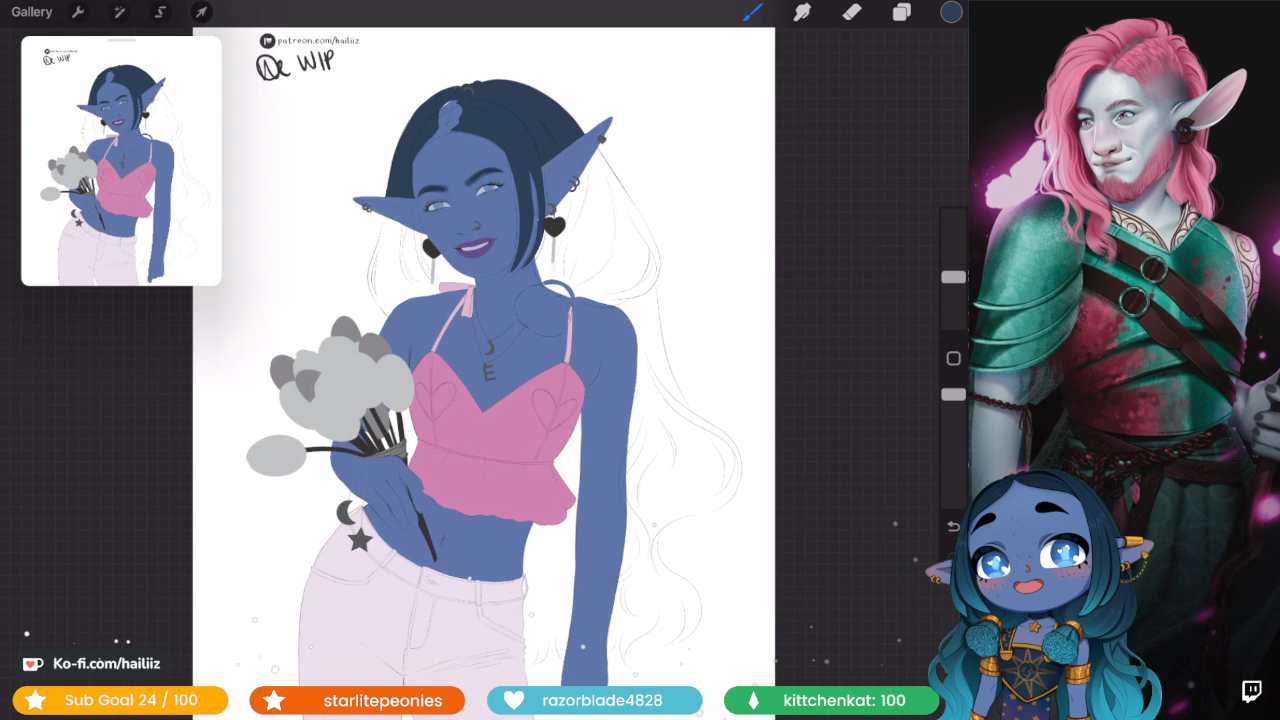 Gallery
patreon.com/hailiiz
WIP
E
Ko-fi.com/hailiiz
Sub Goal 24 / 100
starlitepeonies
razorblade4828
kittchenkat: 100